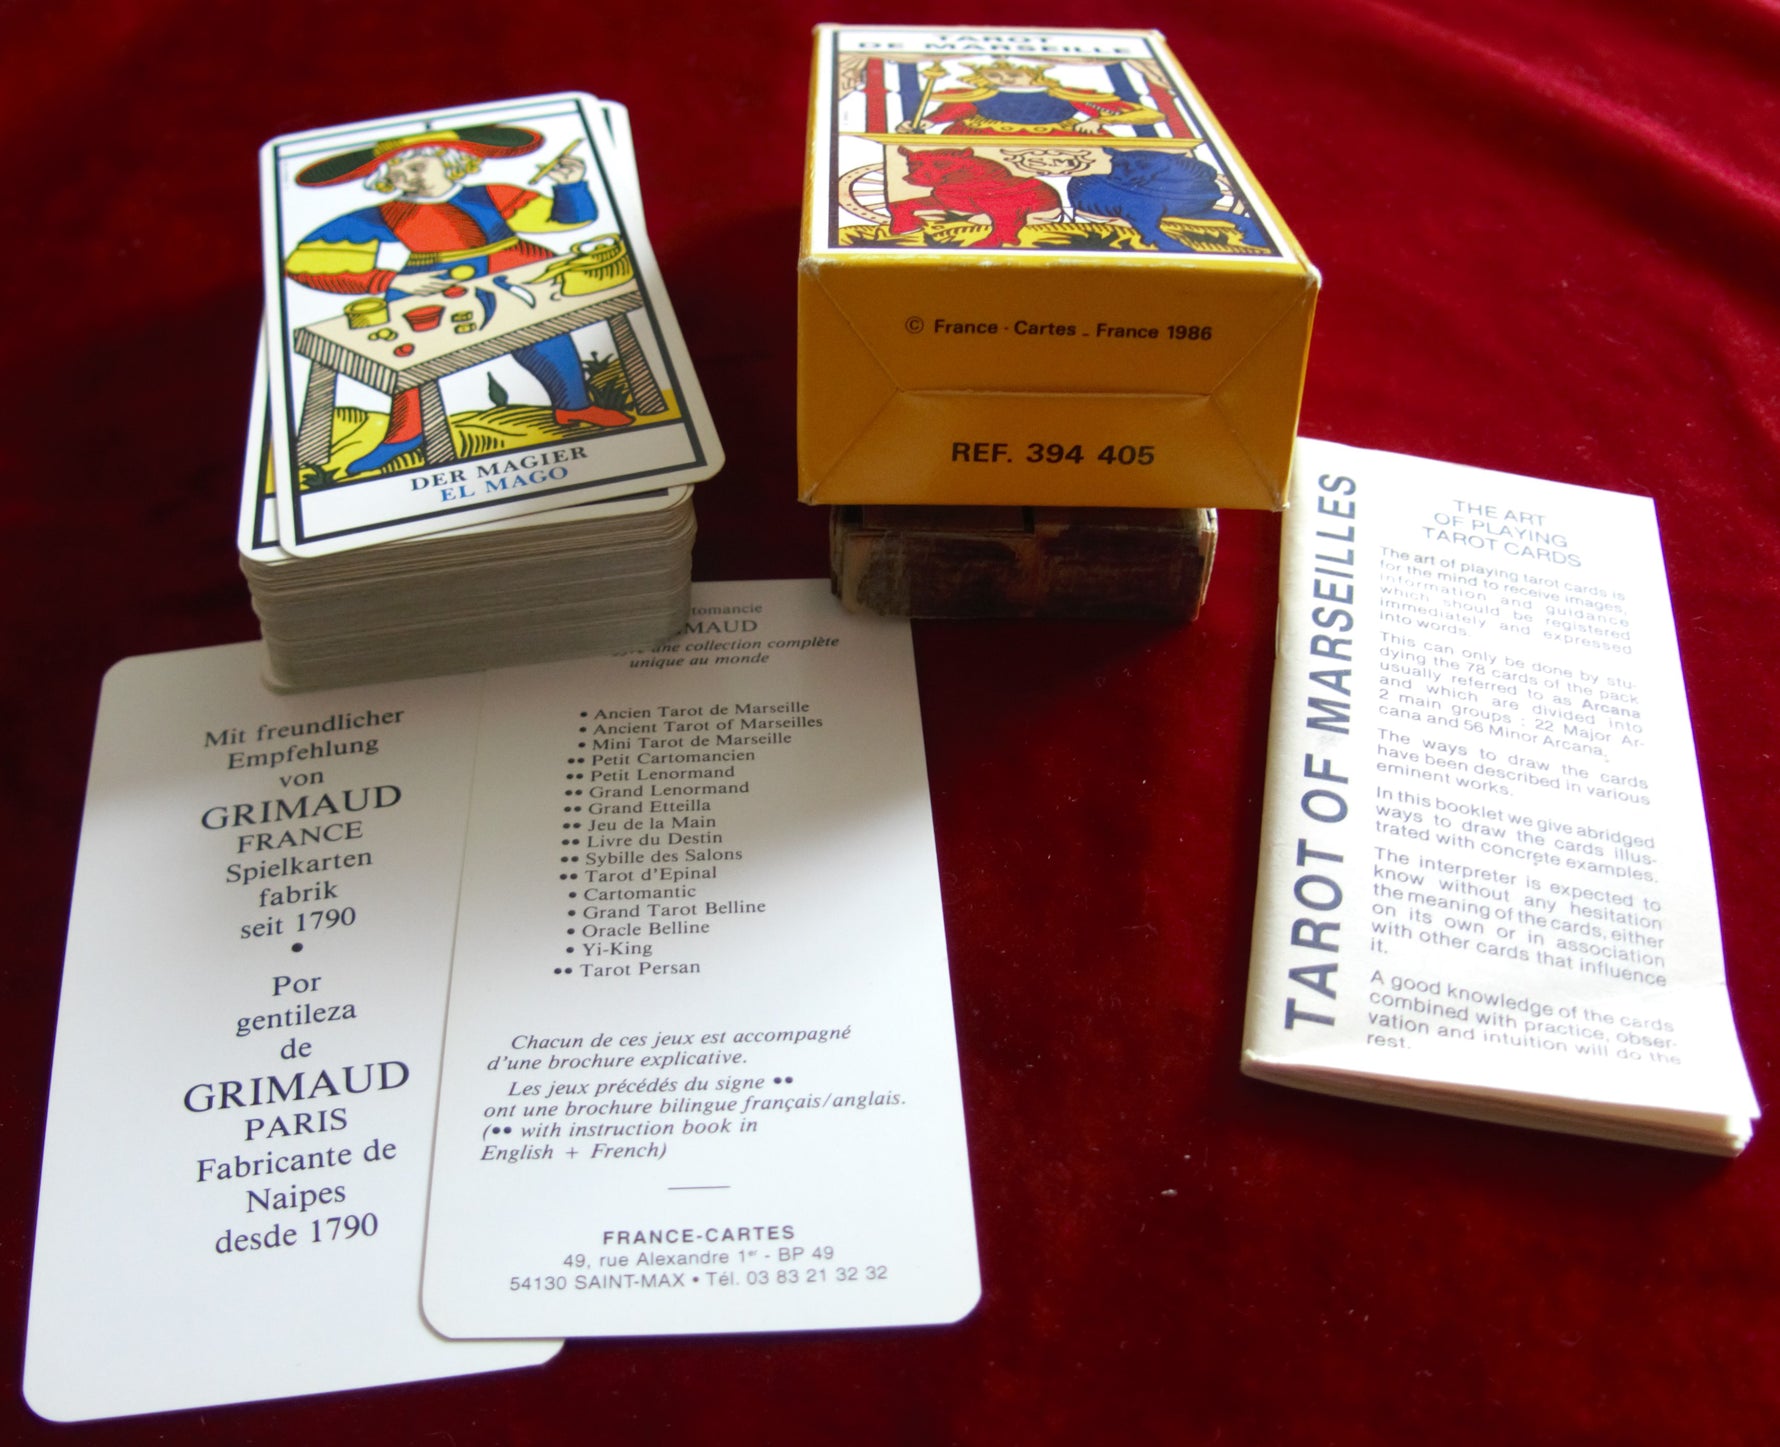 TAROT
DE MARSEILLE
S.M
© France - Cartes - France 1986
REF. 394 405
I
DER MAGIER
EL MAGO
Mit freundlicher
Empfehlung
von
GRIMAUD
FRANCE
Spielkarten
fabrik
seit 1790
•
Por
gentileza
de
GRIMAUD
PARIS
Fabricante de
Naipes
desde 1790
tomancie
MAUD
une collection complète
unique au monde
• Ancien Tarot de Marseille
• Ancient Tarot of Marseilles
• Mini Tarot de Marseille
•• Petit Cartomancien
•• Petit Lenormand
•• Grand Lenormand
•• Grand Etteilla
•• Jeu de la Main
•• Livre du Destin
•• Sybille des Salons
•• Tarot d'Epinal
• Cartomantic
• Grand Tarot Belline
• Oracle Belline
• Yi-King
•• Tarot Persan
Chacun de ces jeux est accompagné
d'une brochure explicative.
Les jeux précédés du signe ••
ont une brochure bilingue français/anglais.
(•• with instruction book in
English + French)
FRANCE-CARTES
49, rue Alexandre 1er - BP 49
54130 SAINT-MAX • Tél. 03 83 21 32 32
TAROT OF MARSEILLES
THE ART
OF PLAYING
TAROT CARDS
The art of playing tarot cards is
for the mind to receive images,
information and guidance
which should be registered
immediately and expressed
into words.
This can only be done by stu-
dying the 78 cards of the pack
usually referred to as Arcana
and which are divided into
2 main groups : 22 Major Ar-
cana and 56 Minor Arcana.
The ways to draw the cards
have been described in various
eminent works.
In this booklet we give abridged
ways to draw the cards illus-
trated with concrete examples.
The interpreter is expected to
know without any hesitation
the meaning of the cards, either
on its own or in association
with other cards that influence
it.
A good knowledge of the cards
combined with practice, obser-
vation and intuition will do the
rest.